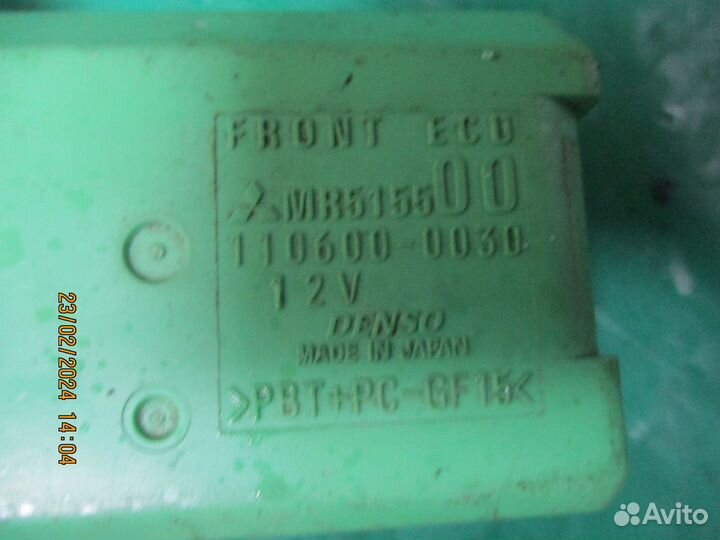 FRONT ECU
MR515500
110600-0030
12V
DENSO
MADE IN JAPAN
>PBT+PC-GF15<
23/02/2024 14:04
Avito